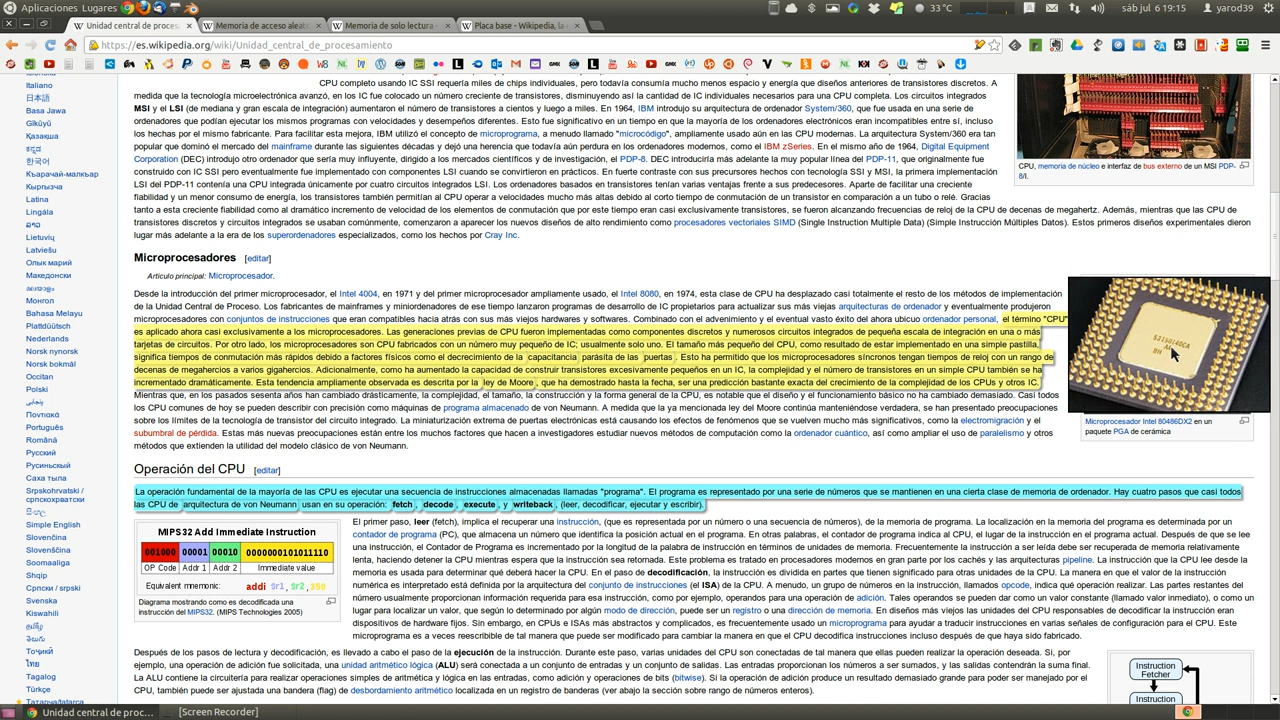 Aplicaciones Lugares
33°C
sáb jul 6 19:15
yarod39
Unidad central de proces
Memoria de acceso aleat
Memoria de solo lectura -
Placa base - Wikipedia, la
https://es.wikipedia.org/wiki/Unidad_central_de_procesamiento
Italiano
日本語
Basa Jawa
Gĩkũyũ
Қазақша
ಕನ್ನಡ
한국어
Къарачай-малкъар
Кыргызча
Latina
Lingála
ລາວ
Lietuvių
Latviešu
Олык марий
Македонски
മലയാളം
Монгол
Bahasa Melayu
Plattdüütsch
Nederlands
Norsk nynorsk
Norsk bokmål
Occitan
Polski
پنجابی
Português
Română
Русский
Русиньскый
Саха тыла
Srpskohrvatski /
српскохрватски
සිංහල
Simple English
Slovenčina
Slovenščina
Soomaaliga
Shqip
Српски / srpski
Svenska
Kiswahili
தமிழ்
తెలుగు
Тоҷикӣ
ไทย
Tagalog
Türkçe
Татарча/tatarca
CPU completo usando IC SSI requería miles de chips individuales, pero todavía consumía mucho menos espacio y energía que diseños anteriores de transistores discretos. A
medida que la tecnología microelectrónica avanzó, en los IC fue colocado un número creciente de transistores, disminuyendo así la cantidad de IC individuales necesarios para una CPU completa. Los circuitos integrados
MSI y el LSI (de mediana y gran escala de integración) aumentaron el número de transistores a cientos y luego a miles. En 1964, IBM introdujo su arquitectura de ordenador System/360, que fue usada en una serie de
ordenadores que podían ejecutar los mismos programas con velocidades y desempeños diferentes. Esto fue significativo en un tiempo en que la mayoría de los ordenadores electrónicos eran incompatibles entre sí, incluso
los hechos por el mismo fabricante. Para facilitar esta mejora, IBM utilizó el concepto de microprograma, a menudo llamado "microcódigo", ampliamente usado aún en las CPU modernas. La arquitectura System/360 era tan
popular que dominó el mercado del mainframe durante las siguientes décadas y dejó una herencia que todavía aún perdura en los ordenadores modernos, como el IBM zSeries. En el mismo año de 1964, Digital Equipment
Corporation (DEC) introdujo otro ordenador que sería muy influyente, dirigido a los mercados científicos y de investigación, el PDP-8. DEC introduciría más adelante la muy popular línea del PDP-11, que originalmente fue
construido con IC SSI pero eventualmente fue implementado con componentes LSI cuando se convirtieron en prácticos. En fuerte contraste con sus precursores hechos con tecnología SSI y MSI, la primera implementación
LSI del PDP-11 contenía una CPU integrada únicamente por cuatro circuitos integrados LSI. Los ordenadores basados en transistores tenían varias ventajas frente a sus predecesores. Aparte de facilitar una creciente
fiabilidad y un menor consumo de energía, los transistores también permitían al CPU operar a velocidades mucho más altas debido al corto tiempo de conmutación de un transistor en comparación a un tubo o relé. Gracias
tanto a esta creciente fiabilidad como al dramático incremento de velocidad de los elementos de conmutación que por este tiempo eran casi exclusivamente transistores, se fueron alcanzando frecuencias de reloj de la CPU de decenas de megahertz. Además, mientras que las CPU de
transistores discretos y circuitos integrados se usaban comúnmente, comenzaron a aparecer los nuevos diseños de alto rendimiento como procesadores vectoriales SIMD (Single Instruction Multiple Data) (Simple Instrucción Múltiples Datos). Estos primeros diseños experimentales dieron
lugar más adelante a la era de los superordenadores especializados, como los hechos por Cray Inc.
CPU, memoria de núcleo e interfaz de bus externo de un MSI PDP-
8/I.
Microprocesadores [editar]
Artículo principal: Microprocesador.
Desde la introducción del primer microprocesador, el Intel 4004, en 1971 y del primer microprocesador ampliamente usado, el Intel 8080, en 1974, esta clase de CPU ha desplazado casi totalmente el resto de los métodos de implementación
de la Unidad Central de Proceso. Los fabricantes de mainframes y miniordenadores de ese tiempo lanzaron programas de desarrollo de IC propietarios para actualizar sus más viejas arquitecturas de ordenador y eventualmente produjeron
microprocesadores con conjuntos de instrucciones que eran compatibles hacia atrás con sus más viejos hardwares y softwares. Combinado con el advenimiento y el eventual vasto éxito del ahora ubicuo ordenador personal, el término "CPU"
es aplicado ahora casi exclusivamente a los microprocesadores. Las generaciones previas de CPU fueron implementadas como componentes discretos y numerosos circuitos integrados de pequeña escala de integración en una o más
tarjetas de circuitos. Por otro lado, los microprocesadores son CPU fabricados con un número muy pequeño de IC; usualmente solo uno. El tamaño más pequeño del CPU, como resultado de estar implementado en una simple pastilla,
significa tiempos de conmutación más rápidos debido a factores físicos como el decrecimiento de la capacitancia parásita de las puertas. Esto ha permitido que los microprocesadores síncronos tengan tiempos de reloj con un rango de
decenas de megahercios a varios gigahercios. Adicionalmente, como ha aumentado la capacidad de construir transistores excesivamente pequeños en un IC, la complejidad y el número de transistores en un simple CPU también se ha
incrementado dramáticamente. Esta tendencia ampliamente observada es descrita por la ley de Moore, que ha demostrado hasta la fecha, ser una predicción bastante exacta del crecimiento de la complejidad de los CPUs y otros IC.
Mientras que, en los pasados sesenta años han cambiado drásticamente, la complejidad, el tamaño, la construcción y la forma general de la CPU, es notable que el diseño y el funcionamiento básico no ha cambiado demasiado. Casi todos
los CPU comunes de hoy se pueden describir con precisión como máquinas de programa almacenado de von Neumann. A medida que la ya mencionada ley del Moore continúa manteniéndose verdadera, se han presentado preocupaciones
sobre los límites de la tecnología de transistor del circuito integrado. La miniaturización extrema de puertas electrónicas está causando los efectos de fenómenos que se vuelven mucho más significativos, como la electromigración y el
subumbral de pérdida. Estas más nuevas preocupaciones están entre los muchos factores que hacen a investigadores estudiar nuevos métodos de computación como la ordenador cuántico, así como ampliar el uso de paralelismo y otros
métodos que extienden la utilidad del modelo clásico de von Neumann.
Microprocesador Intel 80486DX2 en un
paquete PGA de cerámica
Operación del CPU [editar]
La operación fundamental de la mayoría de las CPU es ejecutar una secuencia de instrucciones almacenadas llamadas "programa". El programa es representado por una serie de números que se mantienen en una cierta clase de memoria de ordenador. Hay cuatro pasos que casi todos
las CPU de arquitectura de von Neumann usan en su operación: fetch, decode, execute, y writeback, (leer, decodificar, ejecutar y escribir).
MIPS32 Add Immediate Instruction
001000 00001 00010 0000000101011110
OP Code Addr 1 Addr 2 Immediate value
Equivalent mnemonic: addi $r1, $r2, 350
Diagrama mostrando como es decodificada una
instrucción del MIPS32. (MIPS Technologies 2005)
El primer paso, leer (fetch), implica el recuperar una instrucción, (que es representada por un número o una secuencia de números), de la memoria de programa. La localización en la memoria del programa es determinada por un
contador de programa (PC), que almacena un número que identifica la posición actual en el programa. En otras palabras, el contador de programa indica al CPU, el lugar de la instrucción en el programa actual. Después de que se lee
una instrucción, el Contador de Programa es incrementado por la longitud de la palabra de instrucción en términos de unidades de memoria. Frecuentemente la instrucción a ser leída debe ser recuperada de memoria relativamente
lenta, haciendo detener la CPU mientras espera que la instrucción sea retornada. Este problema es tratado en procesadores modernos en gran parte por los cachés y las arquitecturas pipeline. La instrucción que la CPU lee desde la
memoria es usada para determinar qué deberá hacer la CPU. En el paso de decodificación, la instrucción es dividida en partes que tienen significado para otras unidades de la CPU. La manera en que el valor de la instrucción
numérica es interpretado está definida por la arquitectura del conjunto de instrucciones (el ISA) de la CPU. A menudo, un grupo de números en la instrucción, llamados opcode, indica qué operación realizar. Las partes restantes del
número usualmente proporcionan información requerida para esa instrucción, como por ejemplo, operandos para una operación de adición. Tales operandos se pueden dar como un valor constante (llamado valor inmediato), o como un
lugar para localizar un valor, que según lo determinado por algún modo de dirección, puede ser un registro o una dirección de memoria. En diseños más viejos las unidades del CPU responsables de decodificar la instrucción eran
dispositivos de hardware fijos. Sin embargo, en CPUs e ISAs más abstractos y complicados, es frecuentemente usado un microprograma para ayudar a traducir instrucciones en varias señales de configuración para el CPU. Este
microprograma es a veces reescribible de tal manera que puede ser modificado para cambiar la manera en que el CPU decodifica instrucciones incluso después de que haya sido fabricado.
Después de los pasos de lectura y decodificación, es llevado a cabo el paso de la ejecución de la instrucción. Durante este paso, varias unidades del CPU son conectadas de tal manera que ellas pueden realizar la operación deseada. Si, por
ejemplo, una operación de adición fue solicitada, una unidad aritmético lógica (ALU) será conectada a un conjunto de entradas y un conjunto de salidas. Las entradas proporcionan los números a ser sumados, y las salidas contendrán la suma final.
La ALU contiene la circuitería para realizar operaciones simples de aritmética y lógica en las entradas, como adición y operaciones de bits (bitwise). Si la operación de adición produce un resultado demasiado grande para poder ser manejado por el
CPU, también puede ser ajustada una bandera (flag) de desbordamiento aritmético localizada en un registro de banderas (ver abajo la sección sobre rango de números enteros).
Instruction
Fetcher
Instruction
Unidad central de proc...
[Screen Recorder]